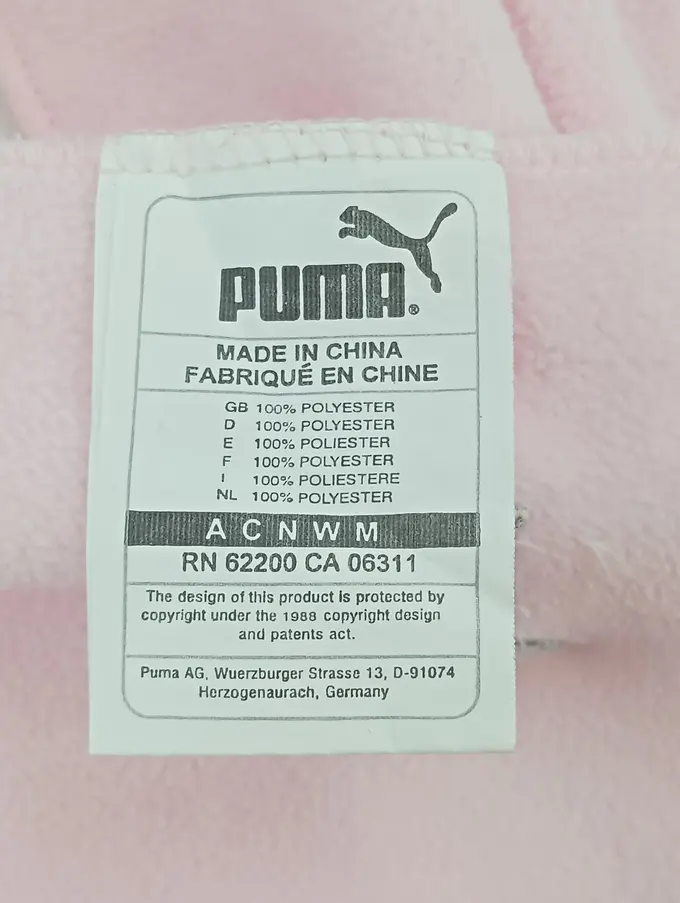 PUMA®
MADE IN CHINA
FABRIQUÉ EN CHINE
GB 100% POLYESTER
D 100% POLYESTER
E 100% POLIESTER
F 100% POLYESTER
I 100% POLIESTERE
NL 100% POLYESTER
A C N W M
RN 62200 CA 06311
The design of this product is protected by
copyright under the 1988 copyright design
and patents act.
Puma AG, Wuerzburger Strasse 13, D-91074
Herzogenaurach, Germany